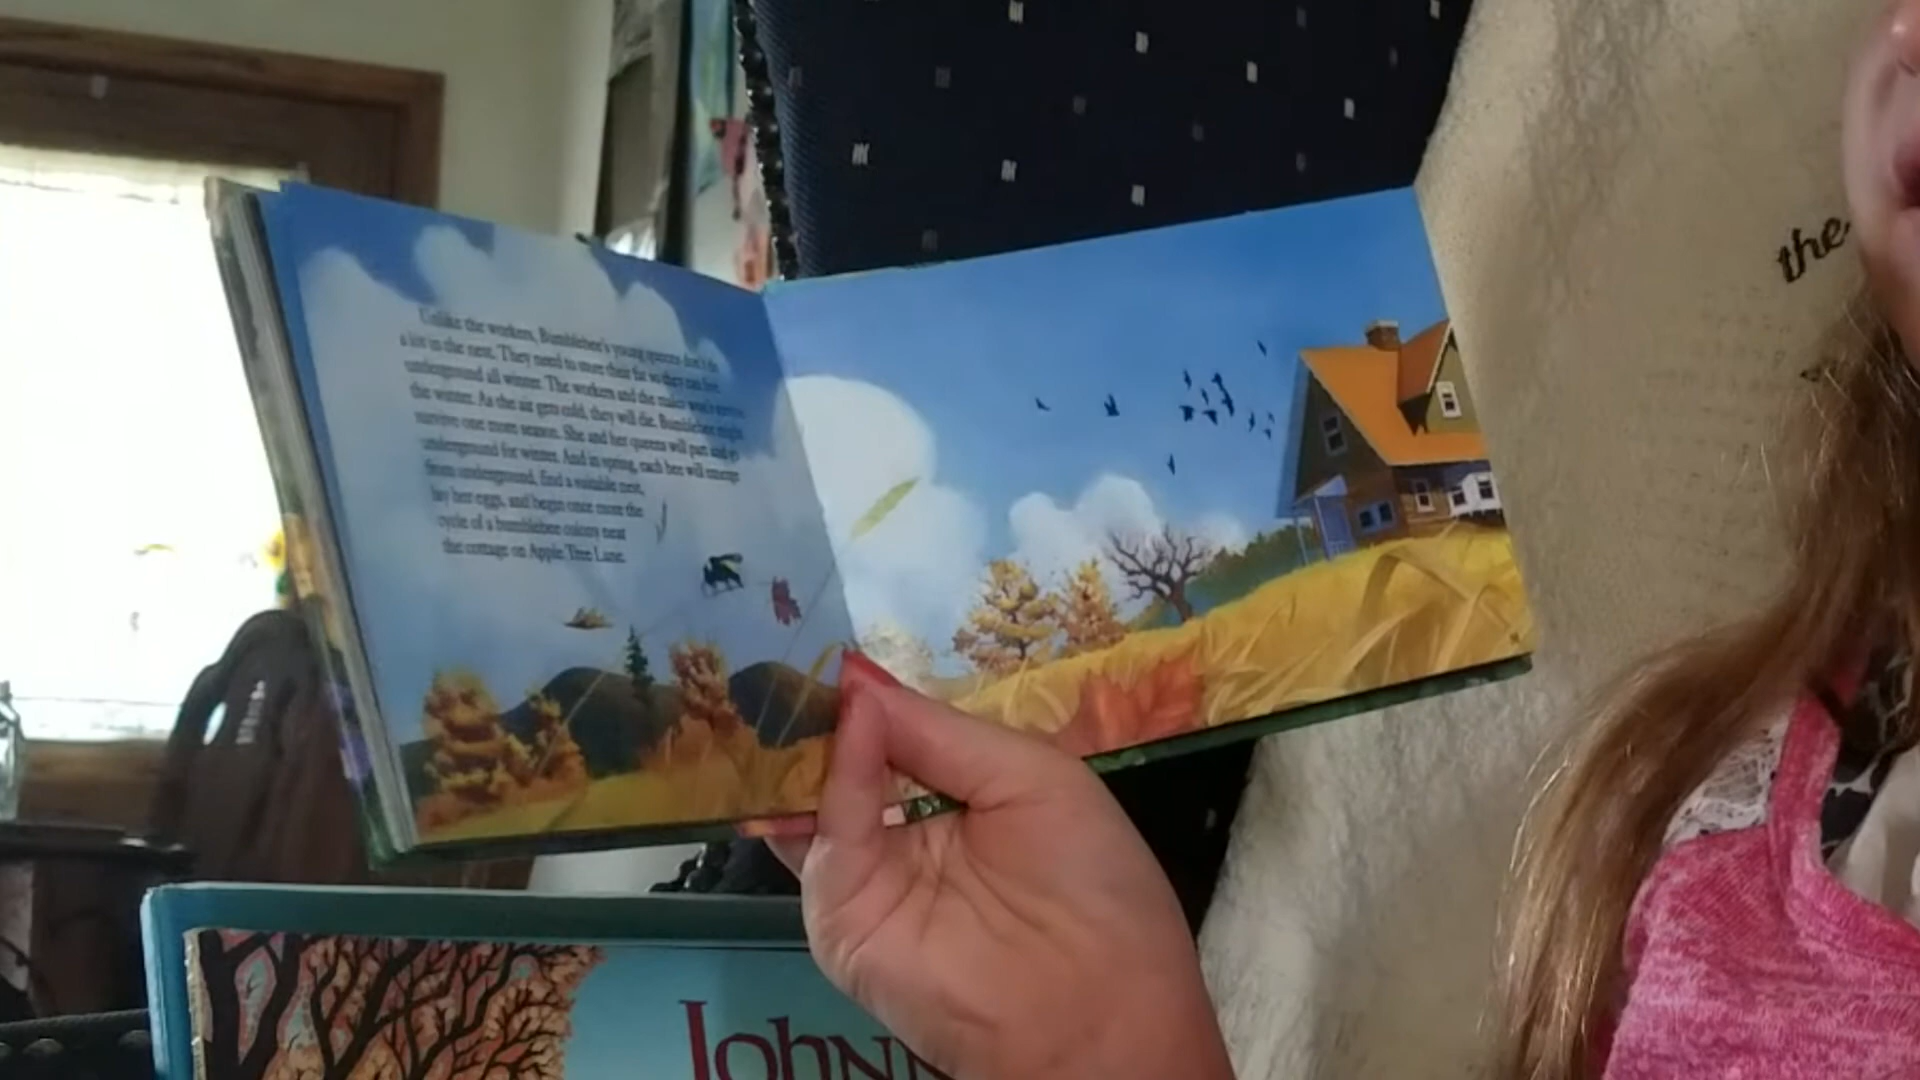 the
Unlike the workers, Bumblebee's young queens don't do
a lot in the nest. They need to store their fat so they can live
underground all winter. The workers and the males won't survive
the winter. As the air gets cold, they will die. Bumblebee might
survive one more season. She and her queens will part and go
underground for winter. And in spring, each bee will emerge
from underground, find a suitable nest,
lay her eggs, and begin once more the
cycle of a bumblebee colony near
the cottage on Apple Tree Lane.
Johnn